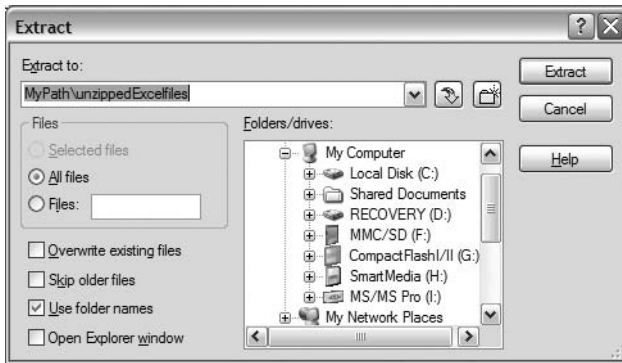 Extract
Extract to:
MyPath\unzippedExcelfiles
Files
Selected files
All files
Files:
Overwrite existing files
Skip older files
Use folder names
Open Explorer window
Folders/drives:
My Computer
Local Disk (C:)
Shared Documents
RECOVERY (D:)
MMC/SD (F:)
CompactFlashI/II (G:)
SmartMedia (H:)
MS/MS Pro (I:)
My Network Places
Extract
Cancel
Help